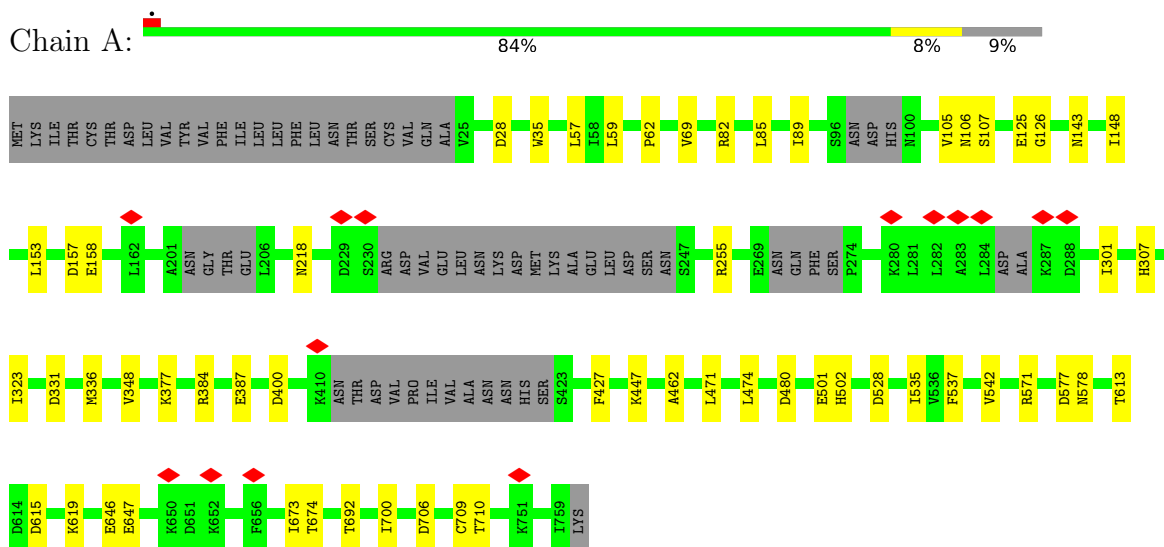 Chain A:
84% 8% 9%
MET LYS ILE THR CYS THR ASP LEU VAL TYR VAL PHE ILE LEU LEU PHE LEU ASN THR SER CYS VAL GLN ALA V25 D28 W35 L57 I58 L59 P62 V69 R82 L85 I89 S96 ASN ASP HIS N100 V105 N106 S107 E125 G126 N143 I148
L153 D157 E158 L162 A201 ASN GLY THR GLU L206 N218 D229 S230 ARG ASP VAL GLU LEU ASN LYS ASP MET LYS ALA GLU LEU ASP SER ASN S247 R255 E269 ASN GLN PHE SER P274 K280 L281 L282 A283 L284 ASP ALA K287 D288 I301 H307
I323 D331 M336 V348 K377 R384 E387 D400 K410 ASN THR ASP VAL PRO ILE VAL ALA ASN ASN HIS SER S423 F427 K447 A462 L471 L474 D480 E501 H502 D528 I535 V536 F537 V542 R571 D577 N578 T613
D614 D615 K619 E646 E647 K650 D651 K652 F656 I673 T674 T692 I700 D706 C709 T710 K751 I759 LYS